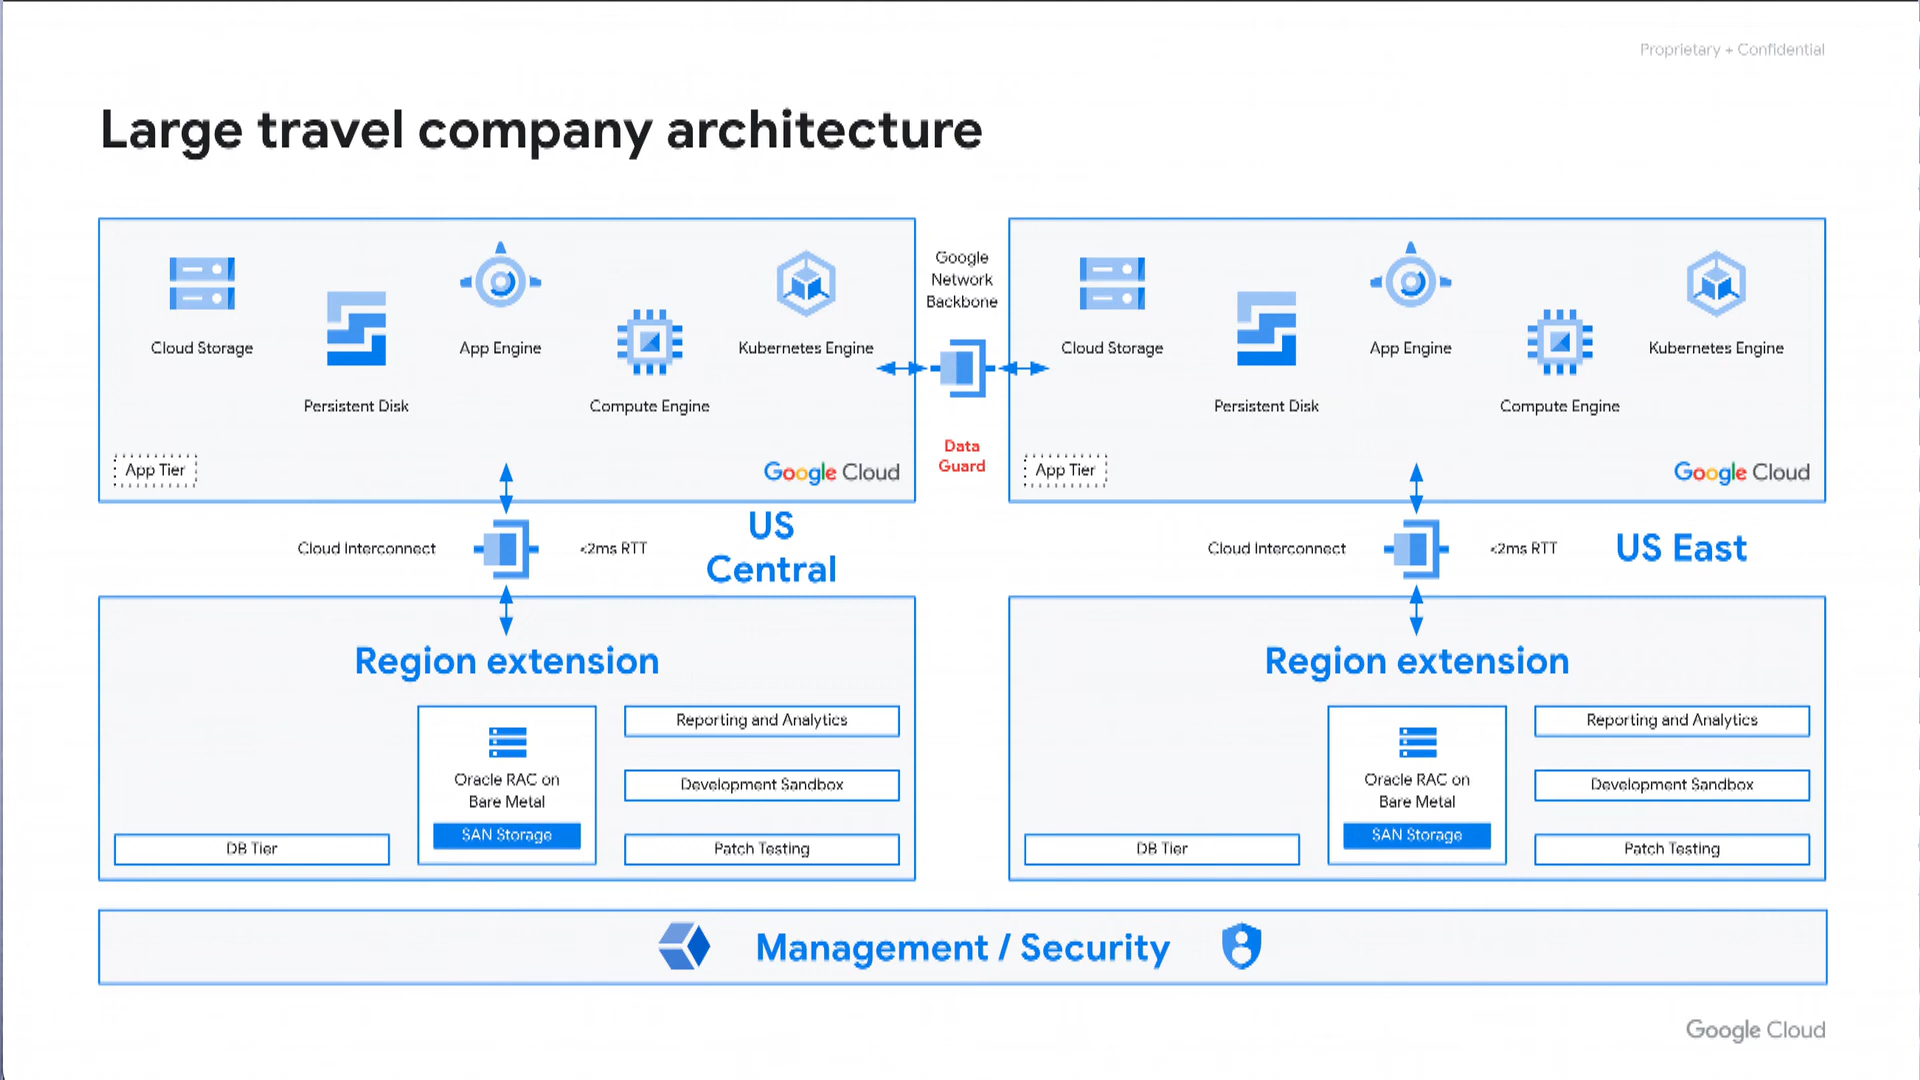 Proprietary + Confidential
Large travel company architecture
Cloud Storage
Persistent Disk
App Engine
Compute Engine
Kubernetes Engine
App Tier
Google Cloud
Google
Network
Backbone
Data
Guard
Cloud Storage
Persistent Disk
App Engine
Compute Engine
Kubernetes Engine
App Tier
Google Cloud
Cloud Interconnect
<2ms RTT
US
Central
Cloud Interconnect
<2ms RTT
US East
Region extension
DB Tier
Oracle RAC on
Bare Metal
SAN Storage
Reporting and Analytics
Development Sandbox
Patch Testing
Region extension
DB Tier
Oracle RAC on
Bare Metal
SAN Storage
Reporting and Analytics
Development Sandbox
Patch Testing
Management / Security
Google Cloud